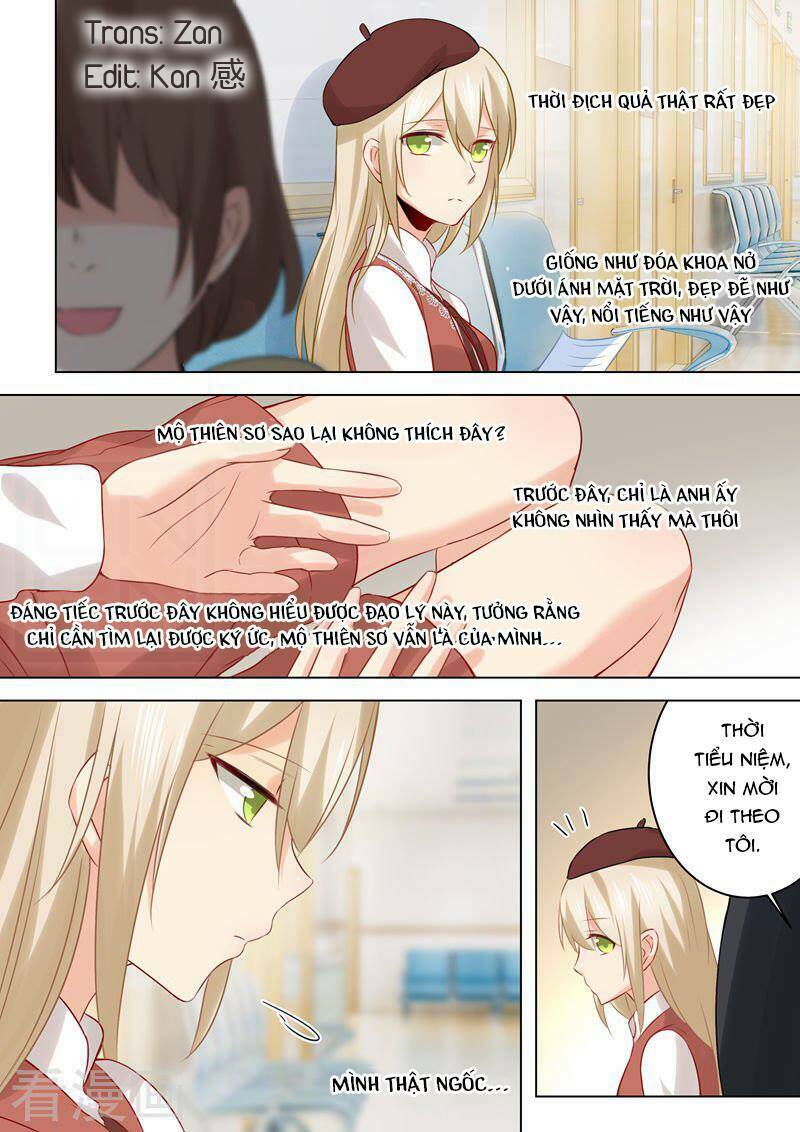 Trans: Zan
Edit: Kan 感
THỜI ĐỊCH QUẢ THẬT RẤT ĐẸP
GIỐNG NHƯ ĐÓA KHOA NỞ
DƯỚI ÁNH MẶT TRỜI, ĐẸP ĐẼ NHƯ
VẬY, NỔI TIẾNG NHƯ VẬY
MỘ THIÊN SƠ SAO LẠI KHÔNG THÍCH ĐÂY?
TRƯỚC ĐÂY, CHỈ LÀ ANH ẤY
KHÔNG NHÌN THẤY MÀ THÔI
ĐÁNG TIẾC TRƯỚC ĐÂY KHÔNG HIỂU ĐƯỢC ĐẠO LÝ NÀY, TƯỞNG RẰNG
CHỈ CẦN TÌM LẠI ĐƯỢC KÝ ỨC, MỘ THIÊN SƠ VẪN LÀ CỦA MÌNH...
THỜI
TIỂU NIỆM,
XIN MỜI
ĐI THEO
TÔI.
MÌNH THẬT NGỐC...
看漫画